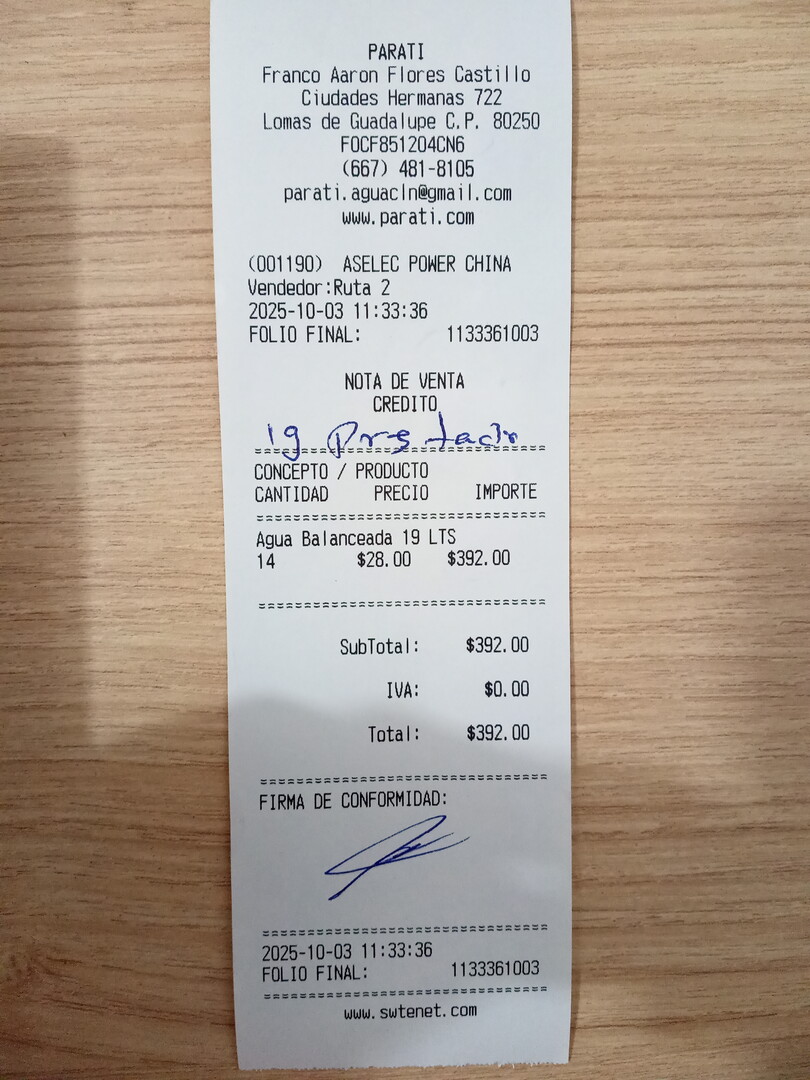 PARATI
Franco Aaron Flores Castillo
Ciudades Hermanas 722
Lomas de Guadalupe C.P. 80250
FOCF851204CN6
(667) 481-8105
parati.aguacln@gmail.com
www.parati.com
(001190) ASELEC POWER CHINA
Vendedor:Ruta 2
2025-10-03 11:33:36
FOLIO FINAL: 1133361003
NOTA DE VENTA
CREDITO
19 Prestado
CONCEPTO / PRODUCTO
CANTIDAD PRECIO IMPORTE
Agua Balanceada 19 LTS
14 $28.00 $392.00
SubTotal: $392.00
IVA: $0.00
Total: $392.00
FIRMA DE CONFORMIDAD:
2025-10-03 11:33:36
FOLIO FINAL: 1133361003
www.swtenet.com